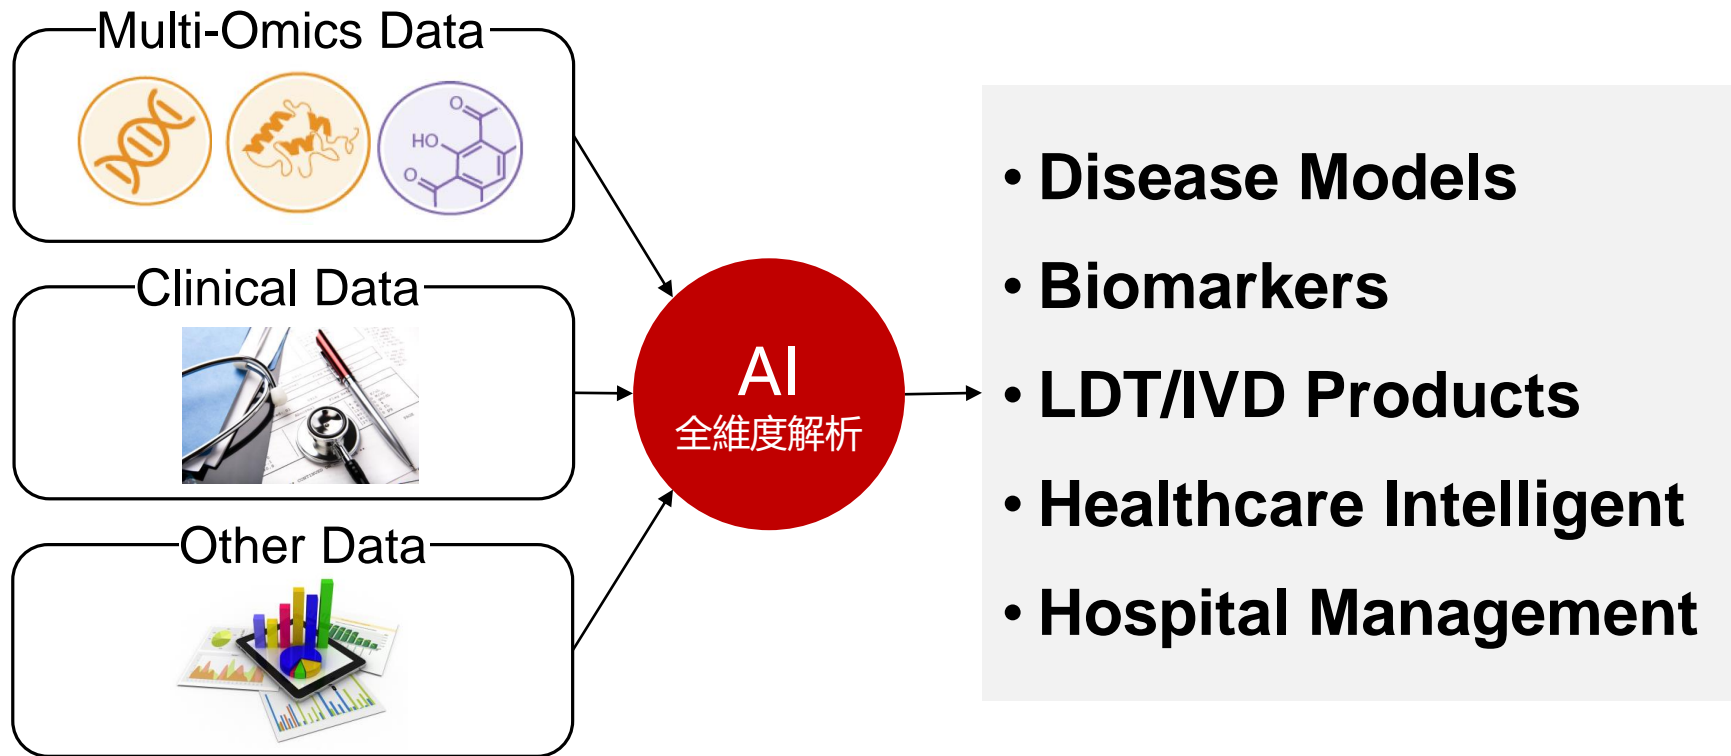 Multi-Omics Data
O
HO
O
Clinical Data
Other Data
AI
全維度解析
• Disease Models
• Biomarkers
• LDT/IVD Products
• Healthcare Intelligent
• Hospital Management